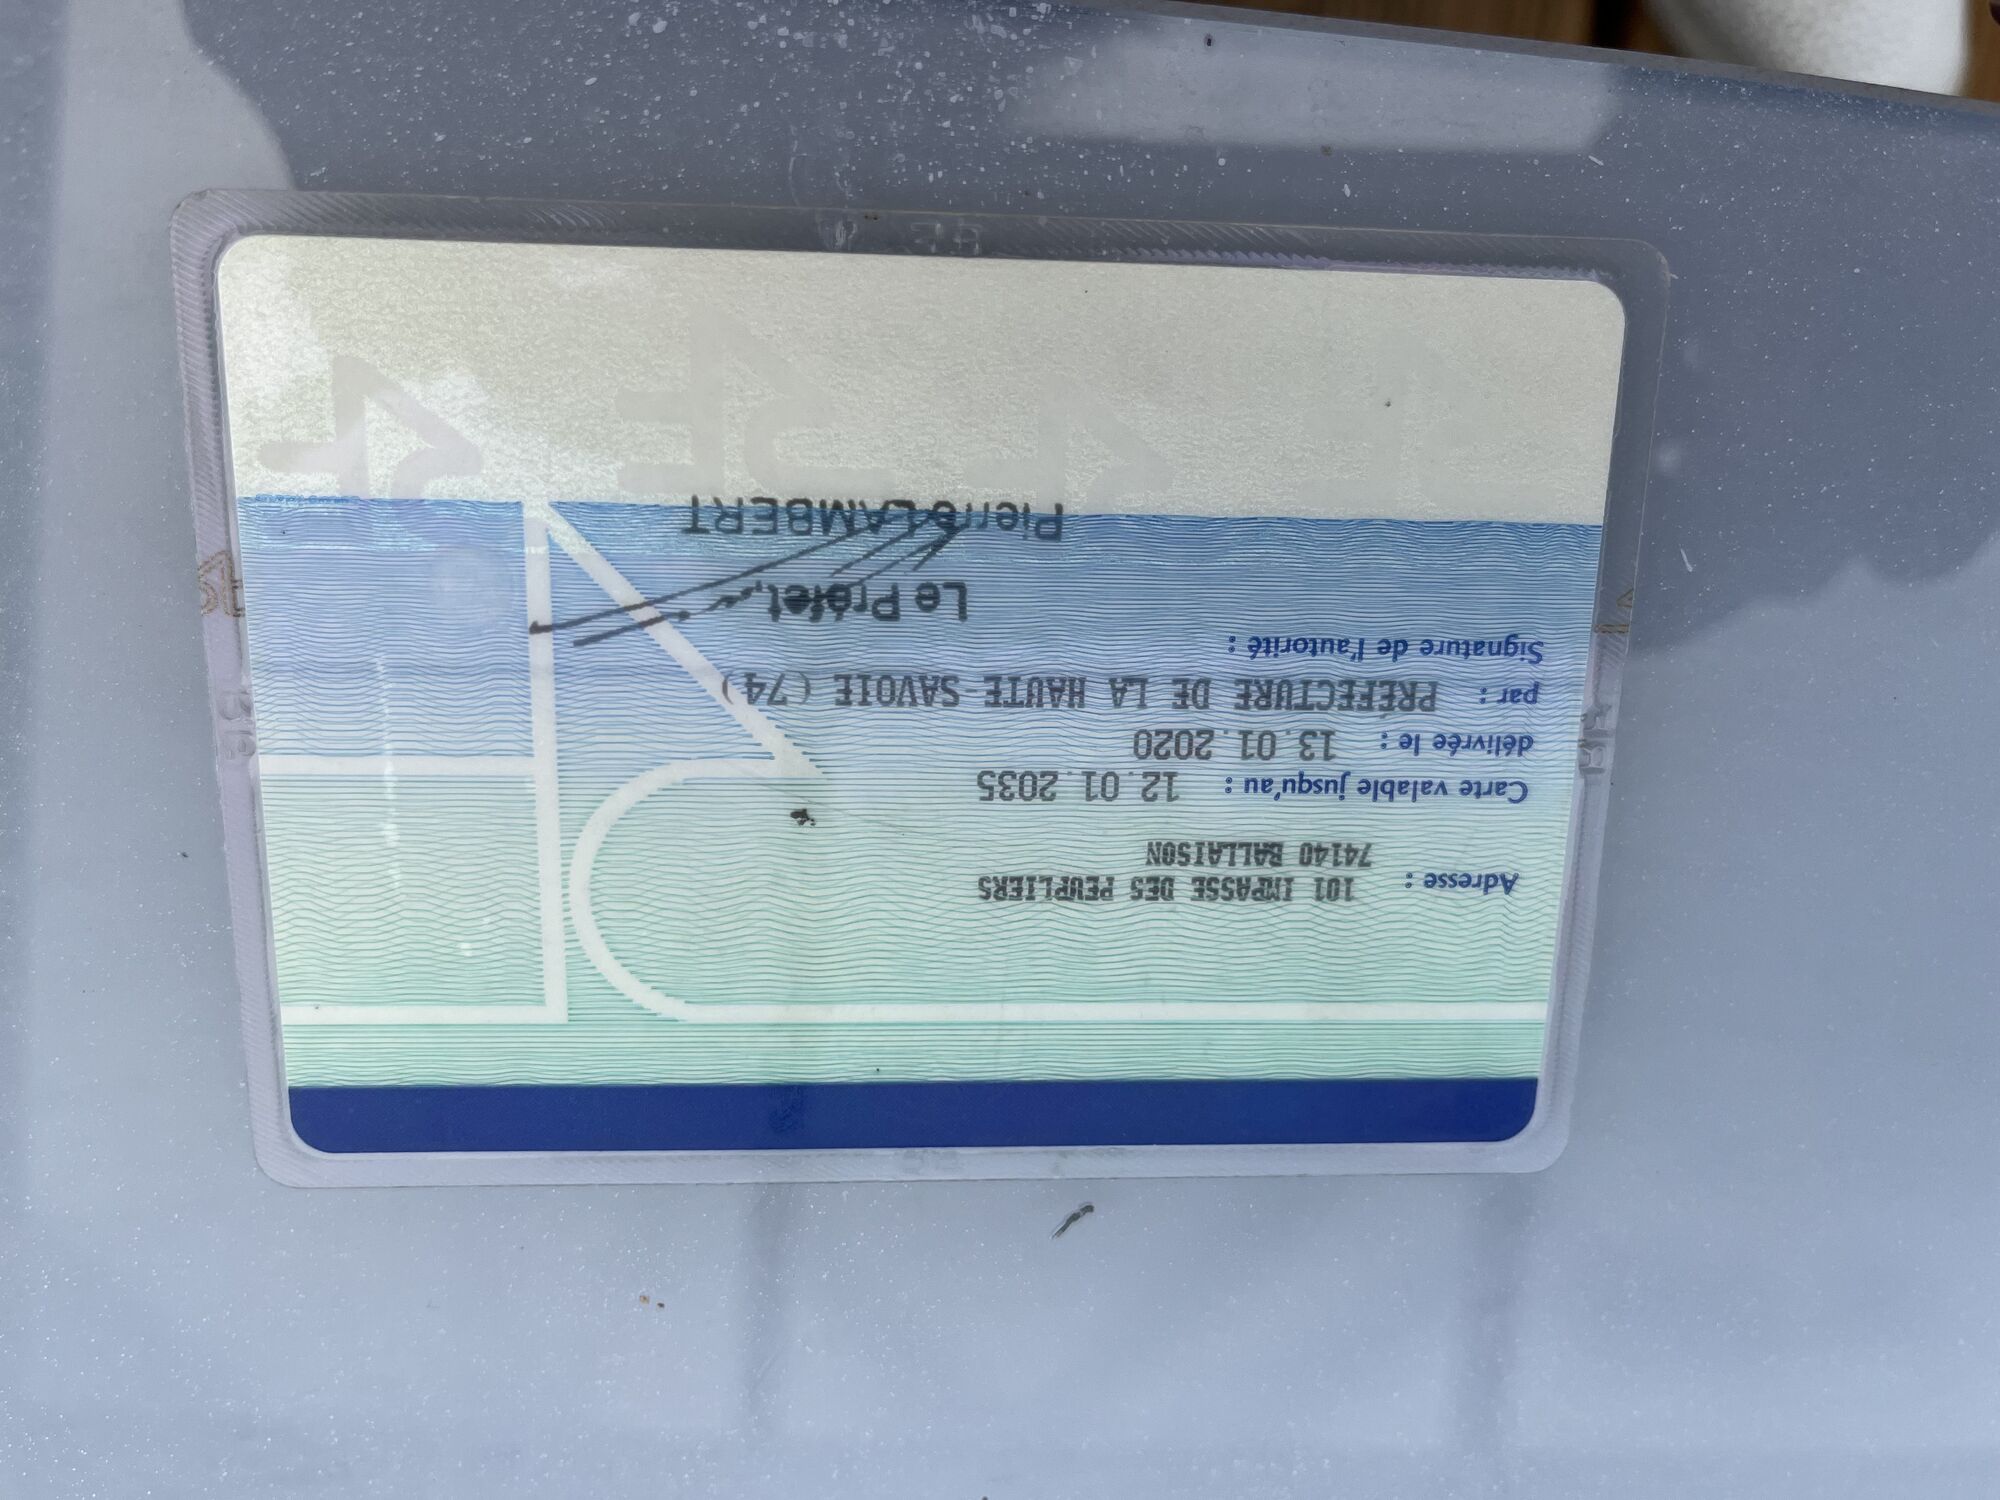 Adresse : 101 IMPASSE DES PEUPLIERS
74140 BALLAISON
Carte valable jusqu'au : 12.01.2035
délivrée le : 13.01.2020
par : PRÉFECTURE DE LA HAUTE-SAVOIE (74)
Signature de l'autorité :
Le Préfet,
Pierre LAMBERT